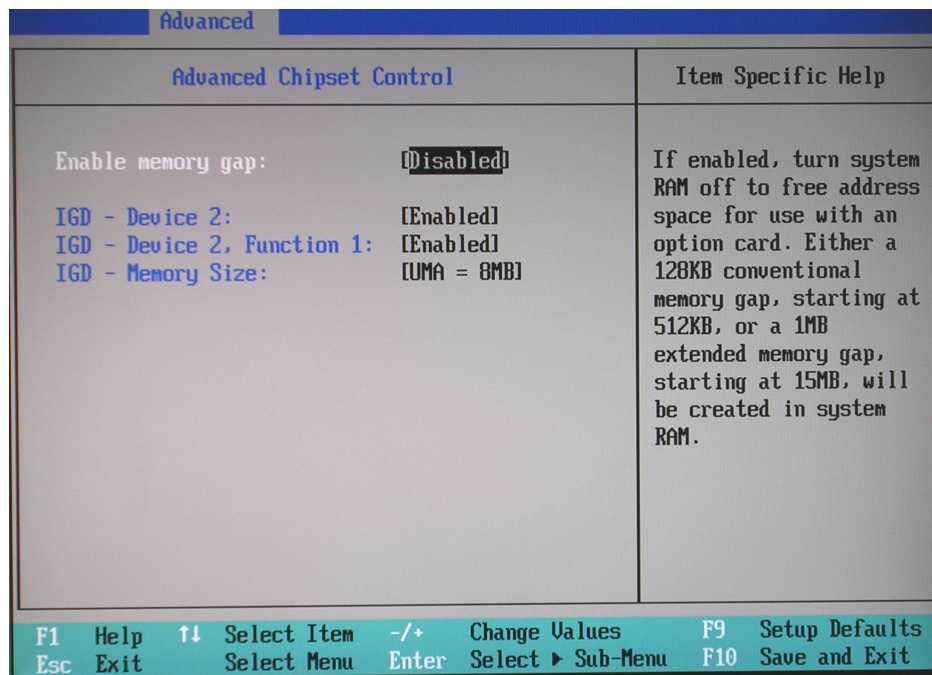 Advanced
Advanced Chipset Control
Item Specific Help
Enable memory gap: [Disabled]
IGD - Device 2: [Enabled]
IGD - Device 2, Function 1: [Enabled]
IGD - Memory Size: [UMA = 8MB]
If enabled, turn system
RAM off to free address
space for use with an
option card. Either a
128KB conventional
memory gap, starting at
512KB, or a 1MB
extended memory gap,
starting at 15MB, will
be created in system
RAM.
F1 Help ↑↓ Select Item -/+ Change Values F9 Setup Defaults
Esc Exit Select Menu Enter Select ▶ Sub-Menu F10 Save and Exit